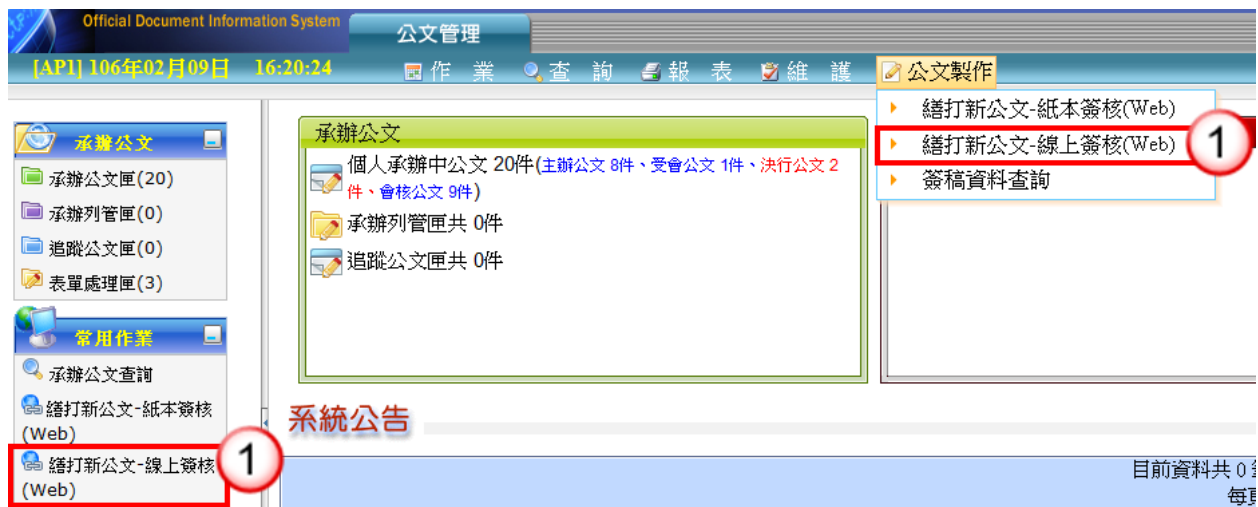 Official Document Information System
公文管理
[AP1] 106年02月09日 16:20:24
作 業 查 詢 報 表 維 護 公文製作
繕打新公文-紙本簽核(Web)
繕打新公文-線上簽核(Web)
1
簽稿資料查詢
承辦公文
承辦公文匣(20)
承辦列管匣(0)
追蹤公文匣(0)
表單處理匣(3)
常用作業
承辦公文查詢
繕打新公文-紙本簽核
(Web)
繕打新公文-線上簽核
(Web)
1
承辦公文
個人承辦中公文 20件(主辦公文 8件、受會公文 1件、決行公文 2
件、會核公文 9件)
承辦列管匣共 0件
追蹤公文匣共 0件
系統公告
目前資料共 0
每